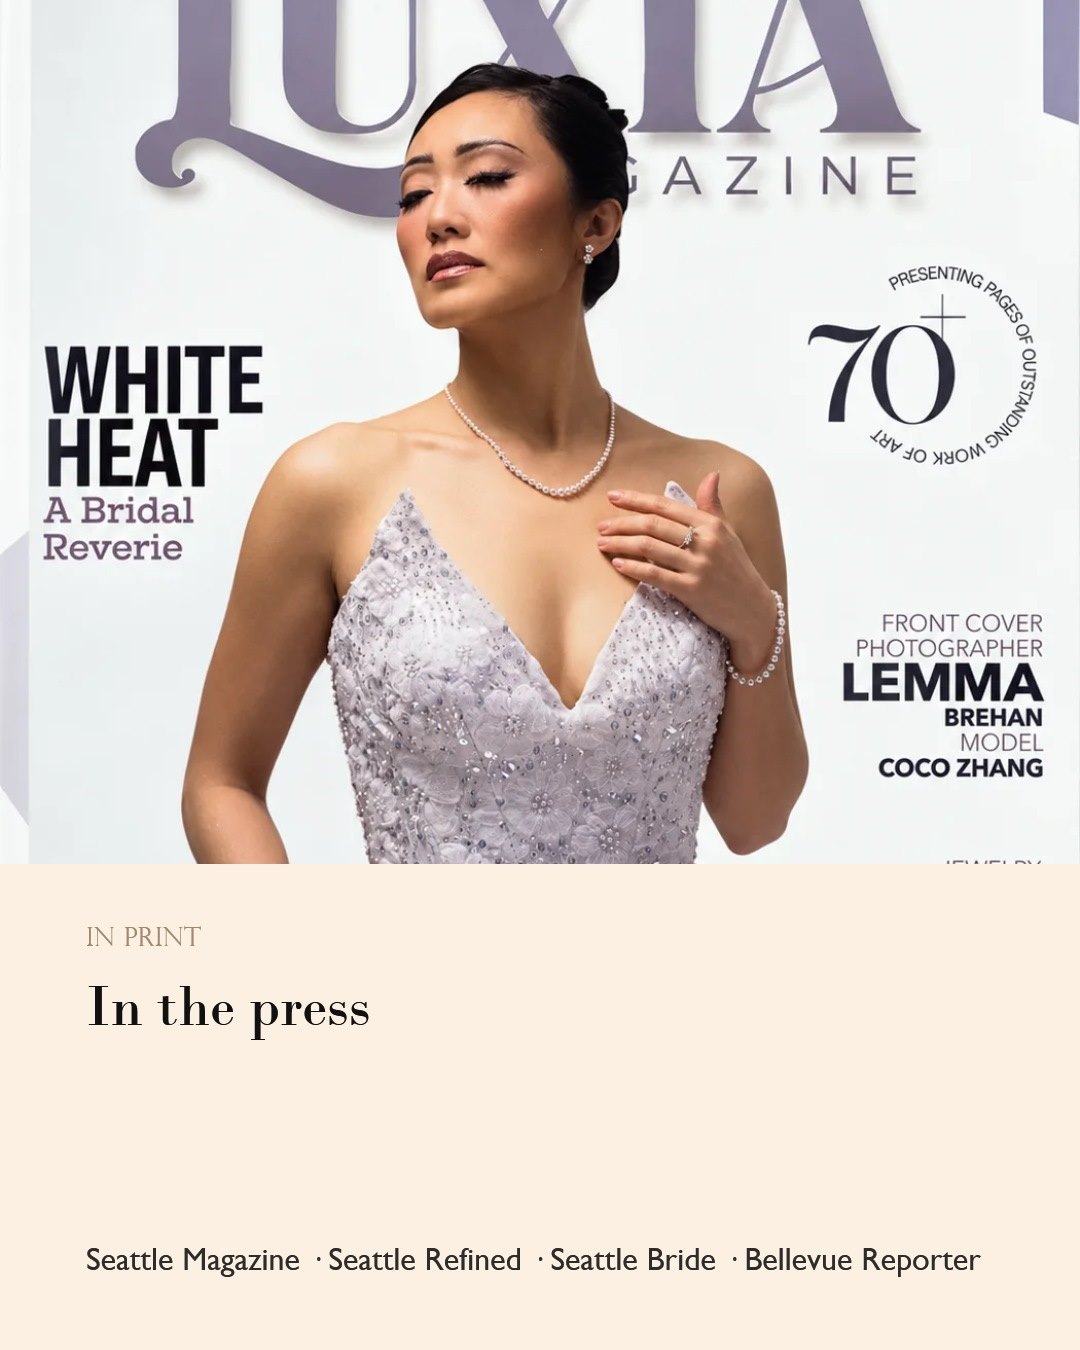 LUXIA
MAGAZINE
PRESENTING PAGES OF OUTSTANDING WORK OF ART
70+
WHITE
HEAT
A Bridal
Reverie
FRONT COVER
PHOTOGRAPHER
LEMMA
BREHAN
MODEL
COCO ZHANG
JEWELRY
IN PRINT
In the press
Seattle Magazine · Seattle Refined · Seattle Bride · Bellevue Reporter